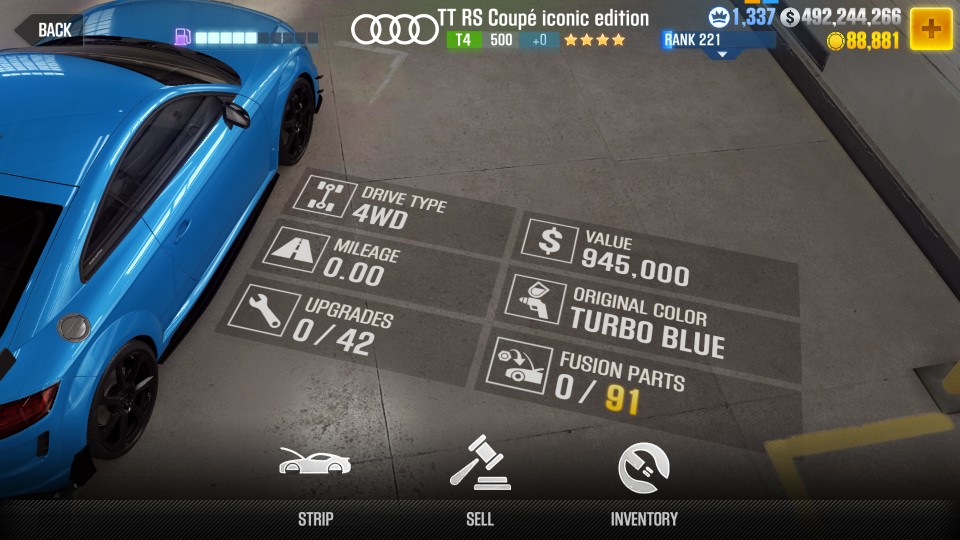 BACK
TT RS Coupé iconic edition
T4 500 +0
1,337 $ 492,244,266
RANK 221
88,881
DRIVE TYPE
4WD
MILEAGE
0.00
UPGRADES
0 / 42
$ VALUE
945,000
ORIGINAL COLOR
TURBO BLUE
FUSION PARTS
0 / 91
STRIP
SELL
INVENTORY